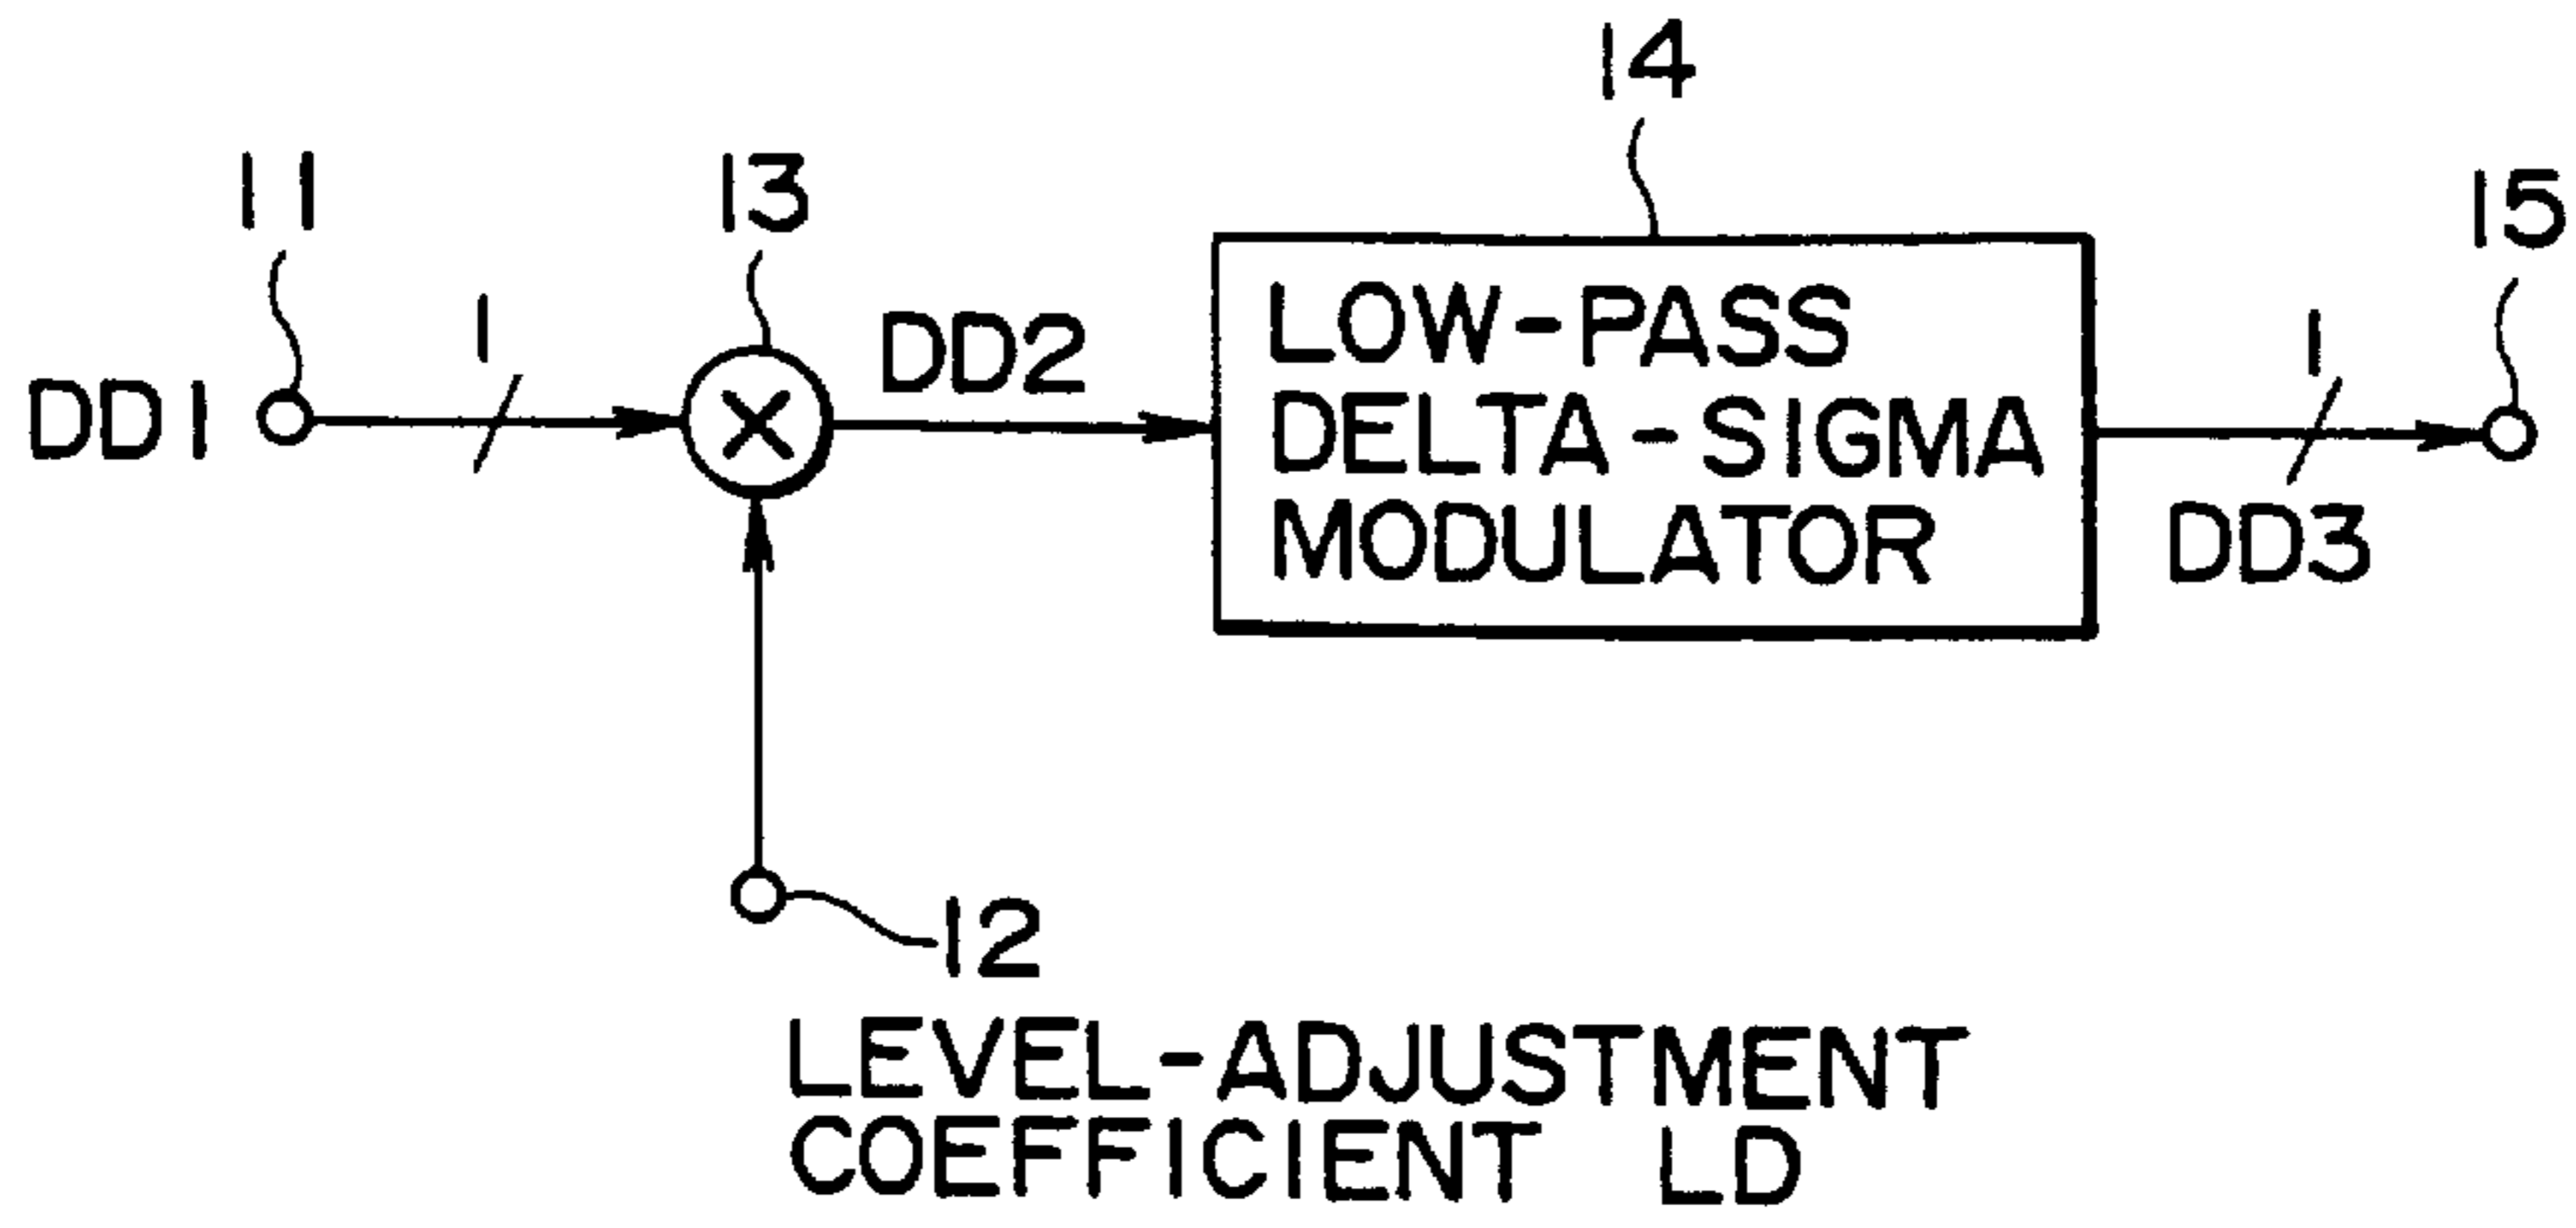 14
11
13
15
1
1
DD1
DD2
LOW-PASS
DELTA-SIGMA
MODULATOR
DD3
12
LEVEL-ADJUSTMENT
COEFFICIENT LD